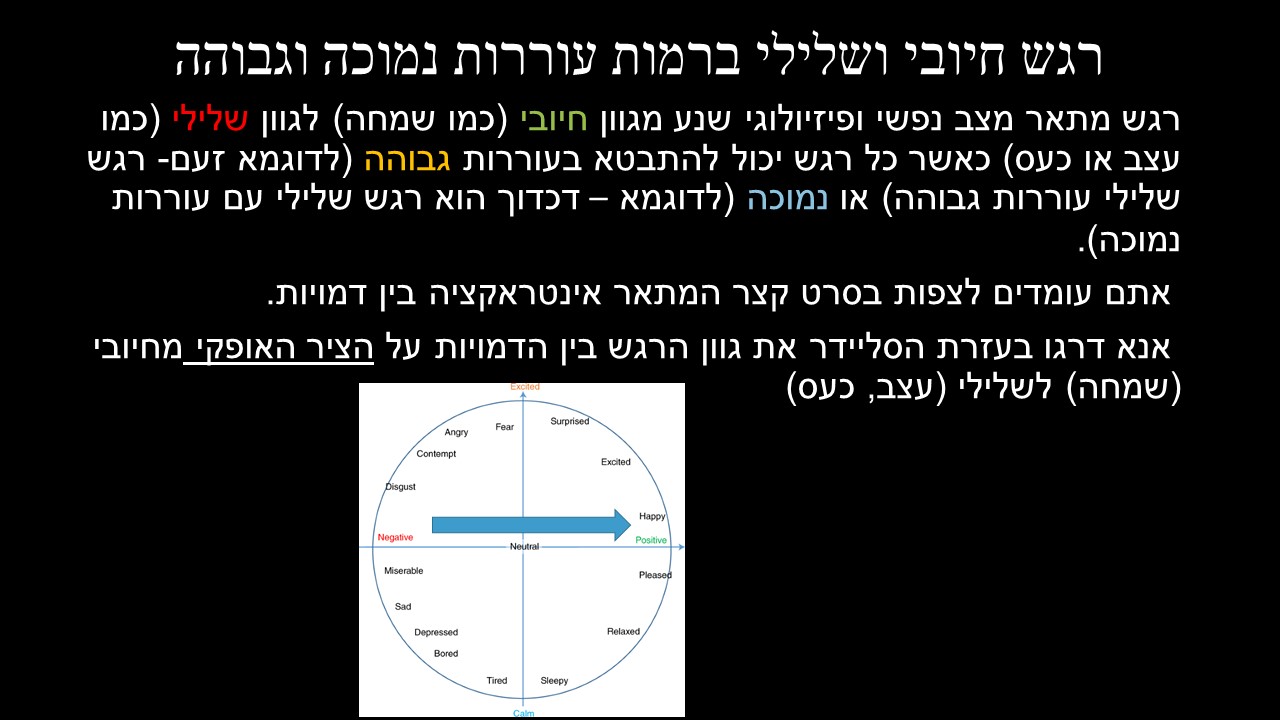 רגש חיובי ושלילי ברמות עוררות נמוכה וגבוהה
רגש מתאר מצב נפשי ופיזיולוגי שנע מגוון חיובי (כמו שמחה) לגוון שלילי (כמו
עצב או כעס) כאשר כל רגש יכול להתבטא בעוררות גבוהה (לדוגמא זעם- רגש
שלילי עוררות גבוהה) או נמוכה (לדוגמא – דכדוך הוא רגש שלילי עם עוררות
נמוכה).
אתם עומדים לצפות בסרט קצר המתאר אינטראקציה בין דמויות.
אנא דרגו בעזרת הסליידר את גוון הרגש בין הדמויות על הציר האופקי מחיובי
(שמחה) לשלילי (עצב, כעס)
Excited
Surprised
Fear
Angry
Contempt
Excited
Disgust
Happy
Negative
Positive
Neutral
Miserable
Pleased
Sad
Depressed
Relaxed
Bored
Tired
Sleepy
Calm